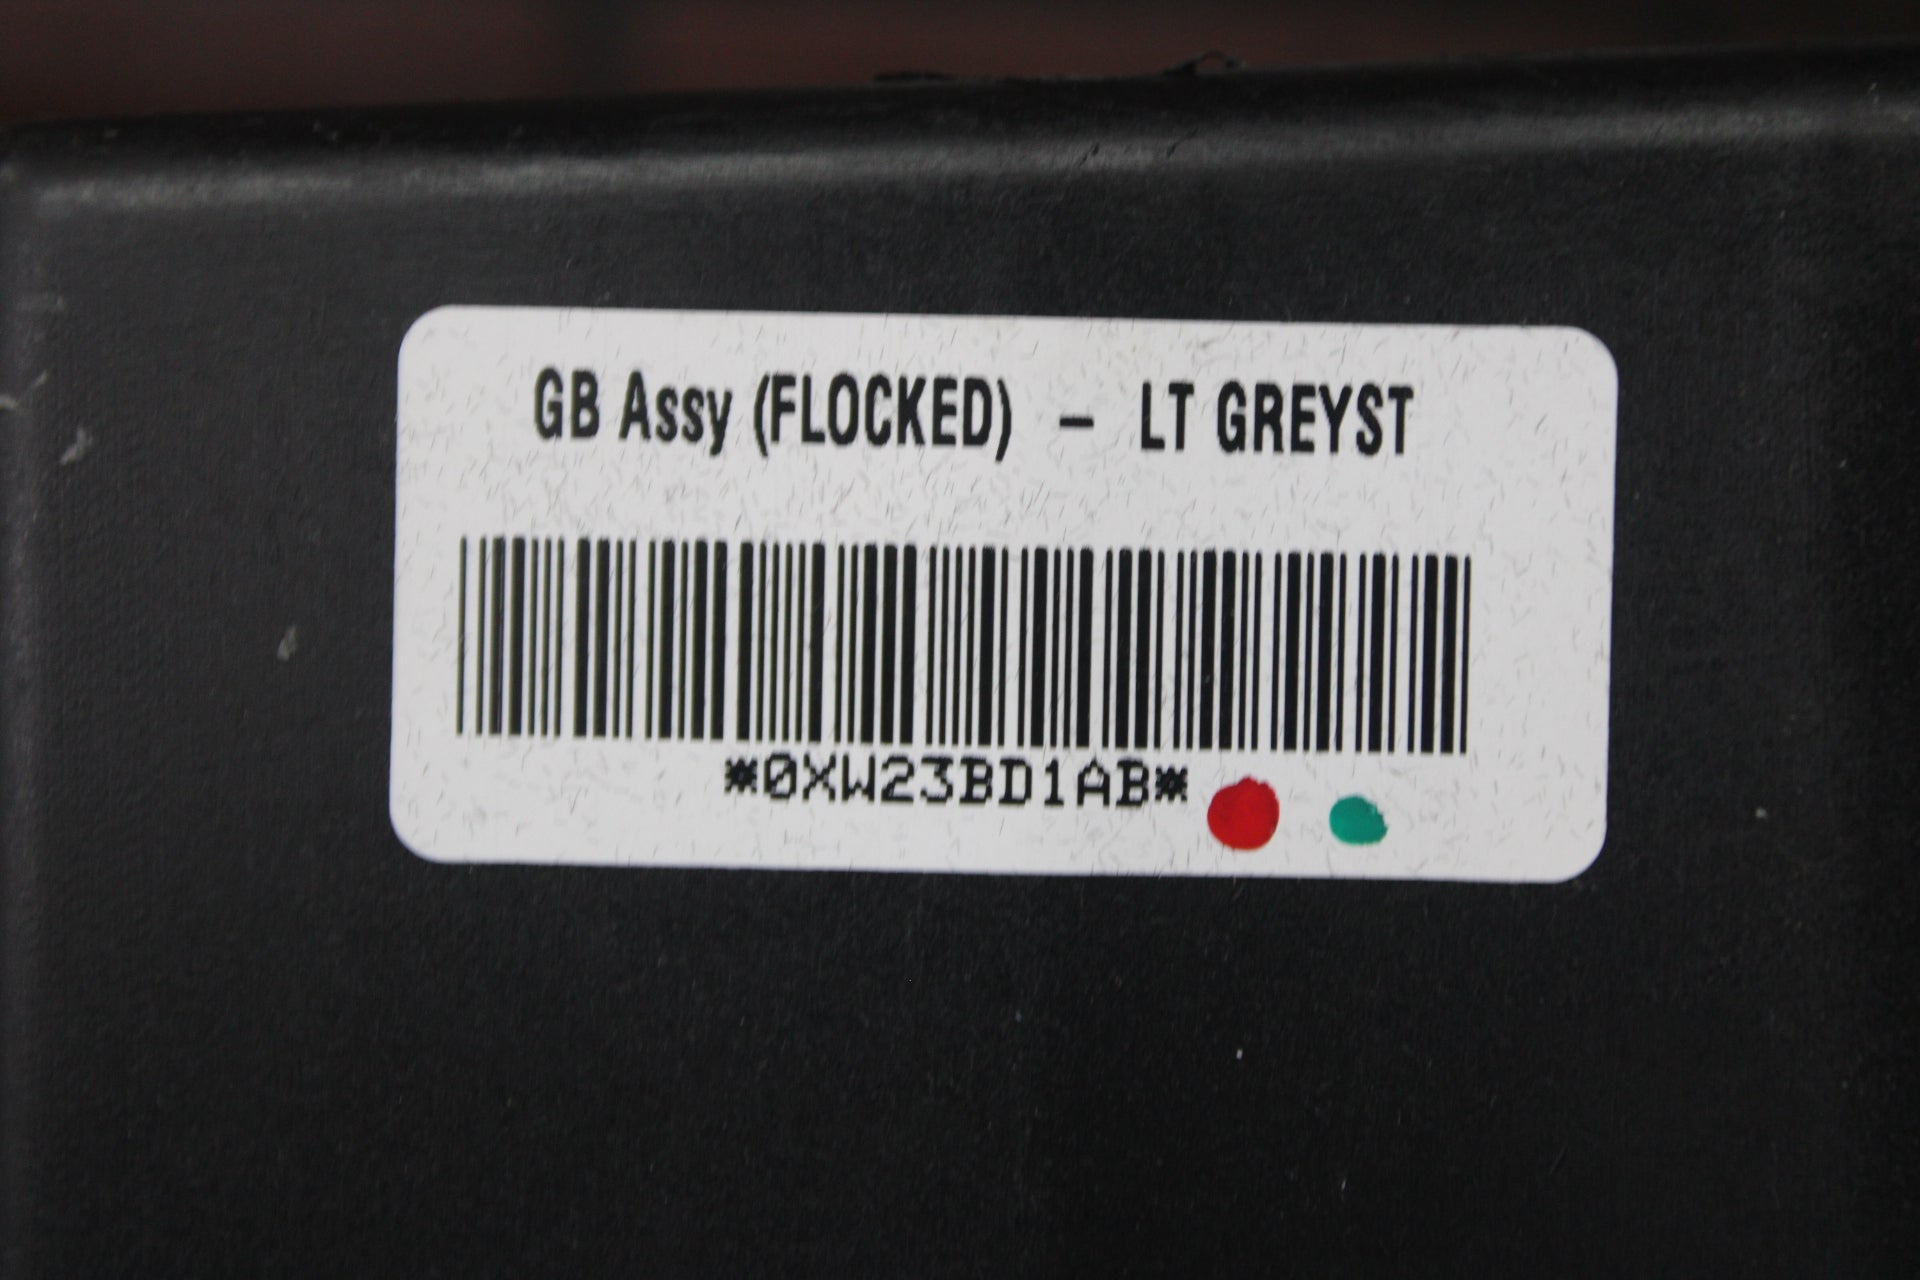 GB Assy (FLOCKED) - LT GREYST
*0XW23BD1AB*